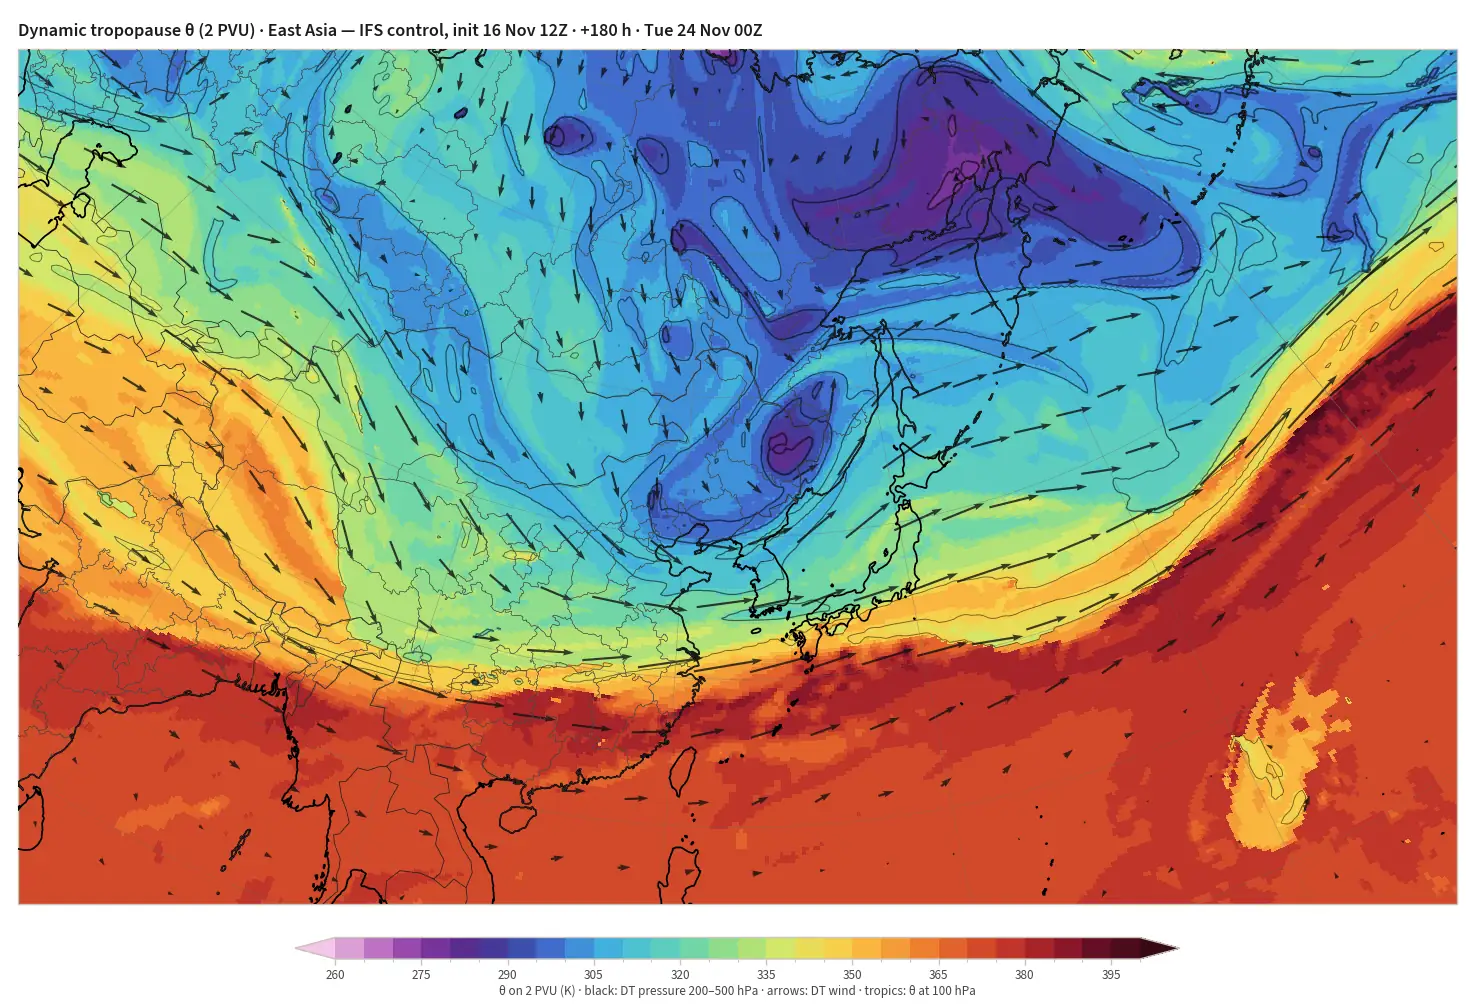 Dynamic tropopause θ (2 PVU) · East Asia — IFS control, init 16 Nov 12Z · +180 h · Tue 24 Nov 00Z
260 275 290 305 320 335 350 365 380 395
θ on 2 PVU (K) · black: DT pressure 200–500 hPa · arrows: DT wind · tropics: θ at 100 hPa